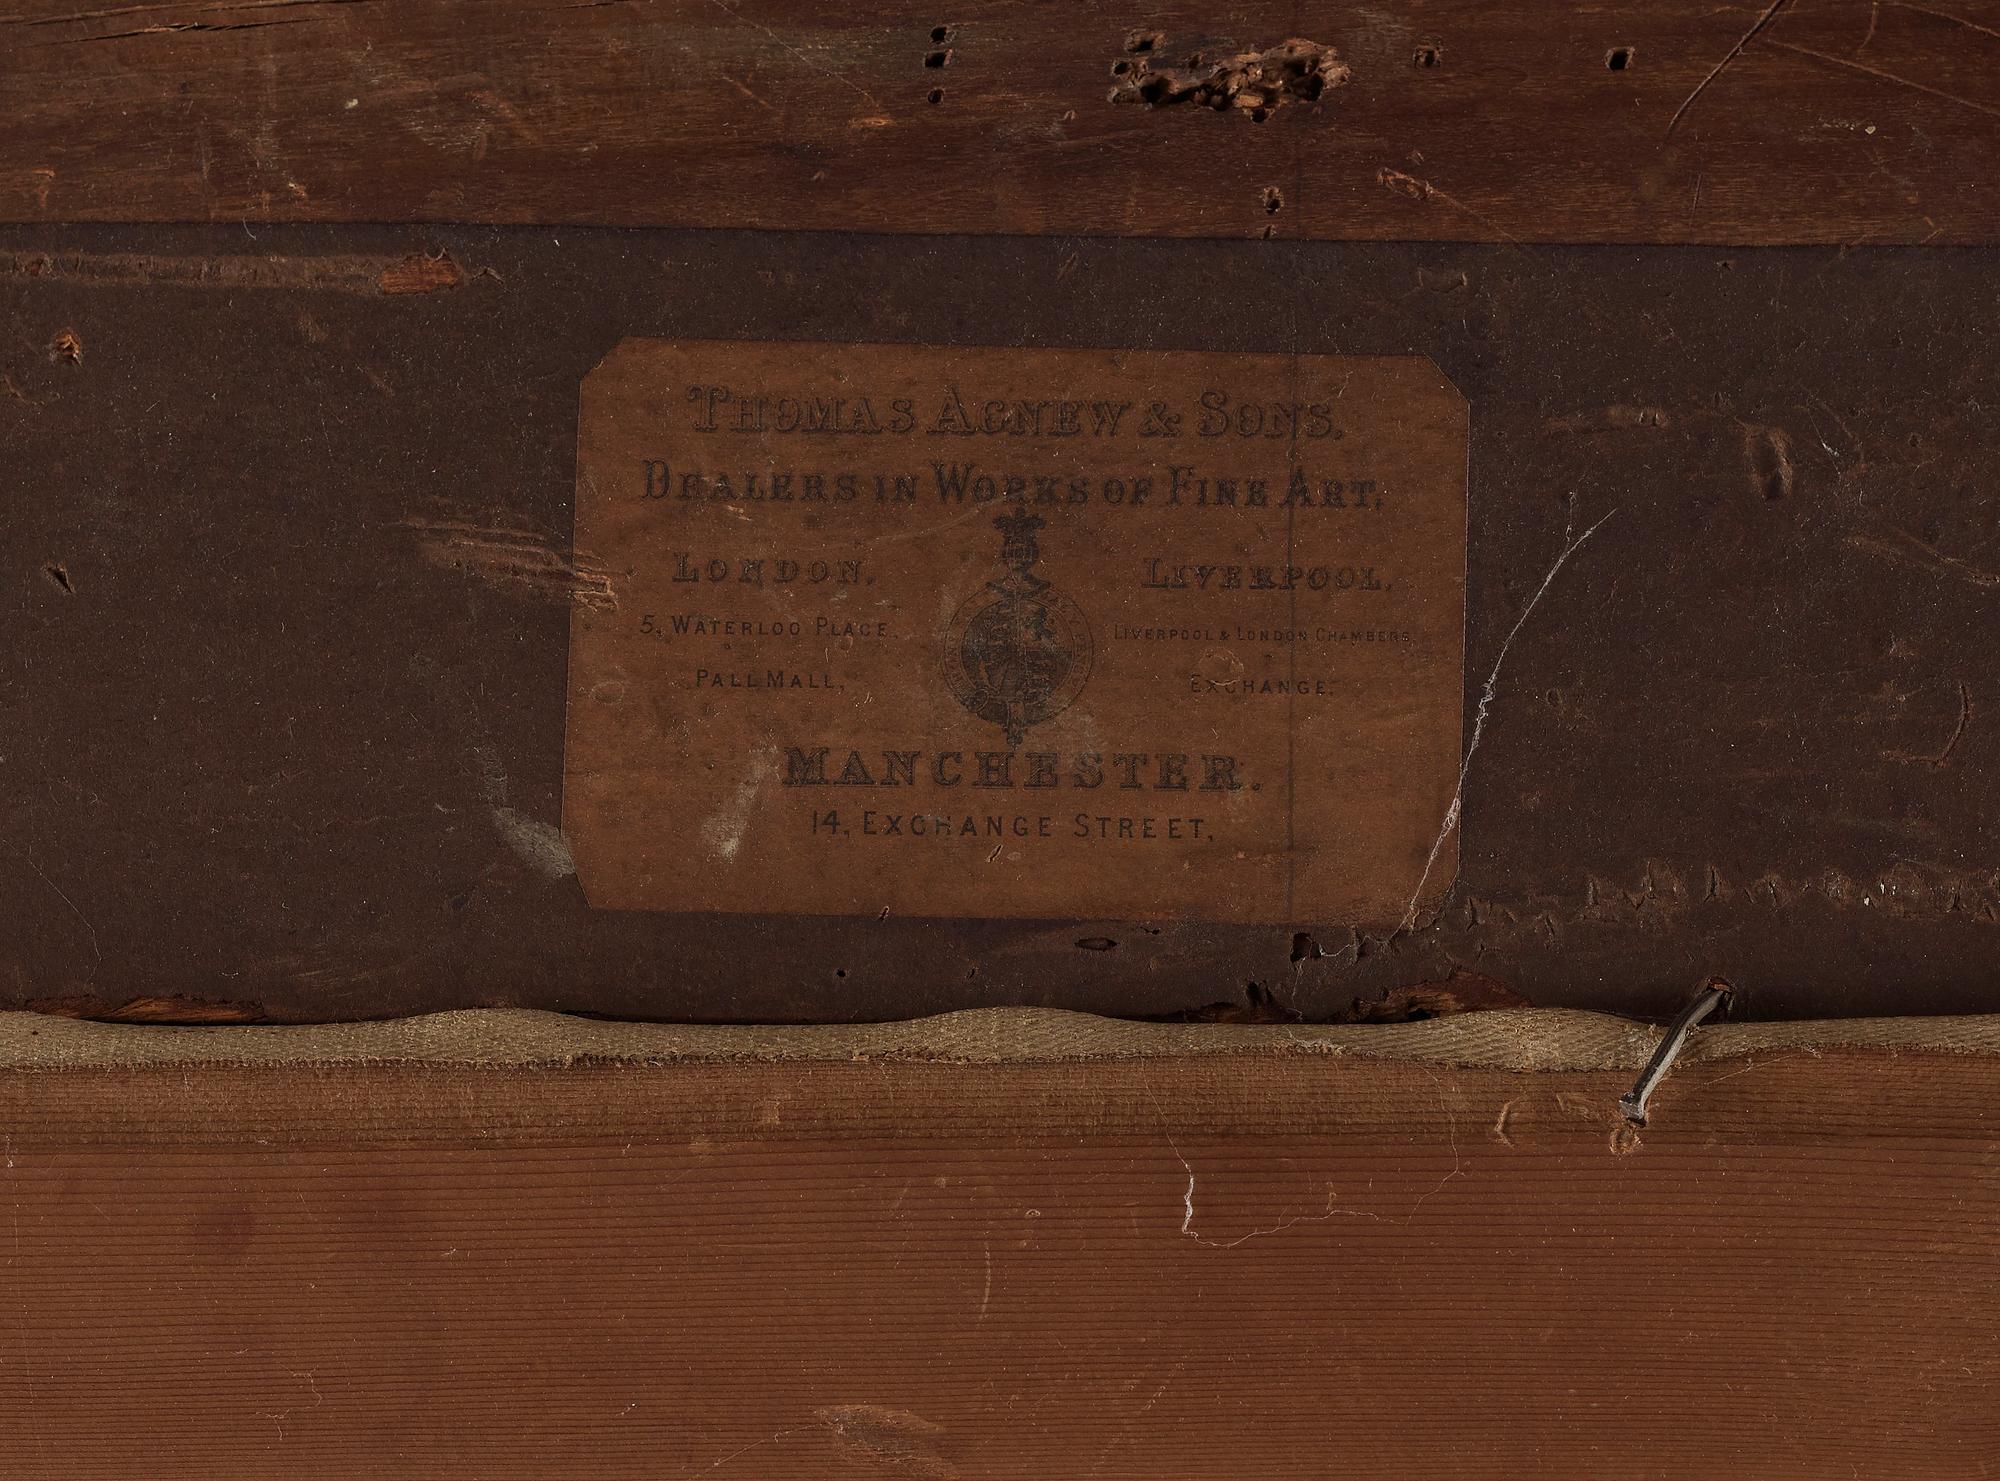 THOMAS AGNEW & SONS.
DEALERS IN WORKS OF FINE ART,
LONDON,
5, WATERLOO PLACE,
PALL MALL,
LIVERPOOL,
LIVERPOOL & LONDON CHAMBERS
EXCHANGE.
MANCHESTER.
14, EXCHANGE STREET,